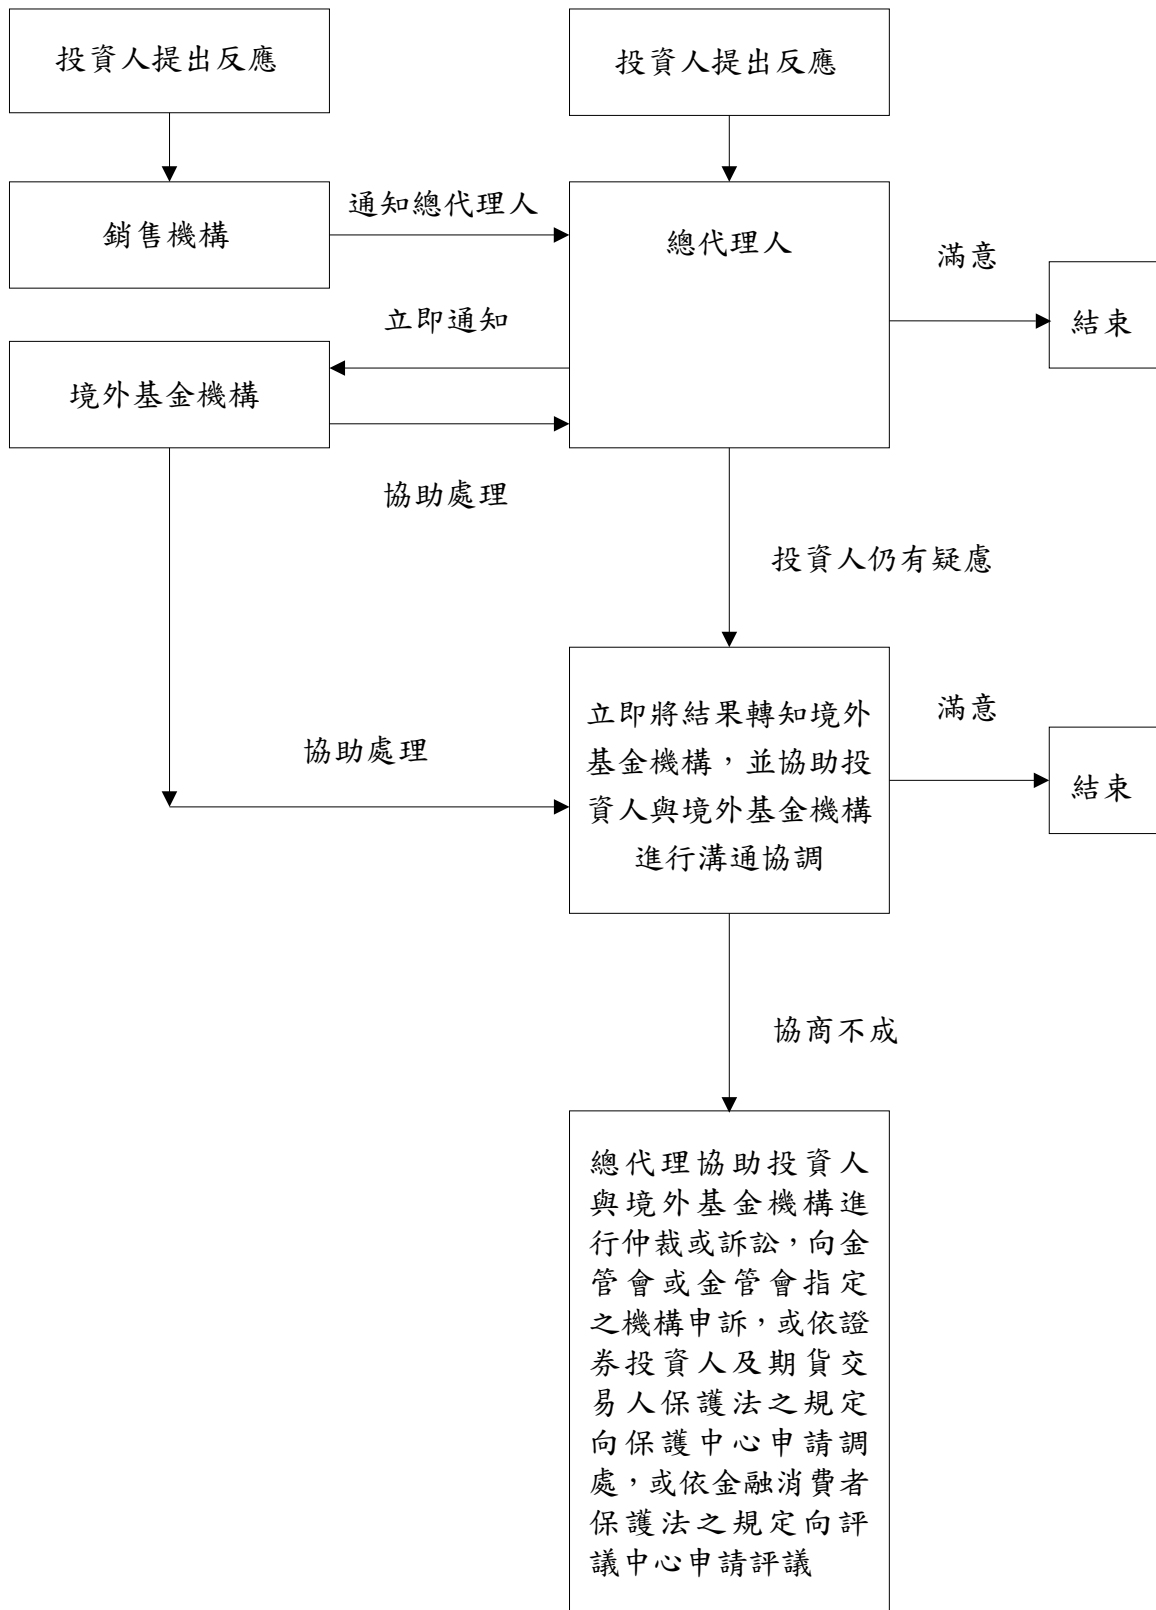 投資人提出反應
投資人提出反應
銷售機構
通知總代理人
總代理人
滿意
結束
立即通知
境外基金機構
協助處理
投資人仍有疑慮
立即將結果轉知境外
基金機構，並協助投
資人與境外基金機構
進行溝通協調
滿意
結束
協助處理
協商不成
總代理協助投資人
與境外基金機構進
行仲裁或訴訟，向金
管會或金管會指定
之機構申訴，或依證
券投資人及期貨交
易人保護法之規定
向保護中心申請調
處，或依金融消費者
保護法之規定向評
議中心申請評議